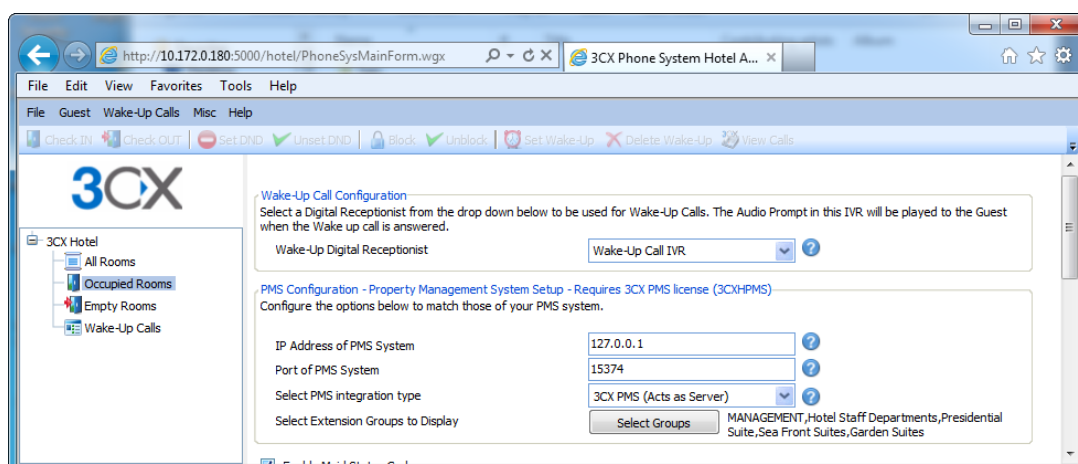 http://10.172.0.180:5000/hotel/PhoneSysMainForm.wgx
3CX Phone System Hotel A...
File Edit View Favorites Tools Help
File Guest Wake-Up Calls Misc Help
Check IN Check OUT Set DND Unset DND Block Unblock Set Wake-Up Delete Wake-Up View Calls
3CX
3CX Hotel
All Rooms
Occupied Rooms
Empty Rooms
Wake-Up Calls
Wake-Up Call Configuration
Select a Digital Receptionist from the drop down below to be used for Wake-Up Calls. The Audio Prompt in this IVR will be played to the Guest
when the Wake up call is answered.
Wake-Up Digital Receptionist Wake-Up Call IVR
PMS Configuration - Property Management System Setup - Requires 3CX PMS license (3CXHPMS)
Configure the options below to match those of your PMS system.
IP Address of PMS System 127.0.0.1
Port of PMS System 15374
Select PMS integration type 3CX PMS (Acts as Server)
Select Extension Groups to Display Select Groups MANAGEMENT,Hotel Staff Departments,Presidential
Suite,Sea Front Suites,Garden Suites